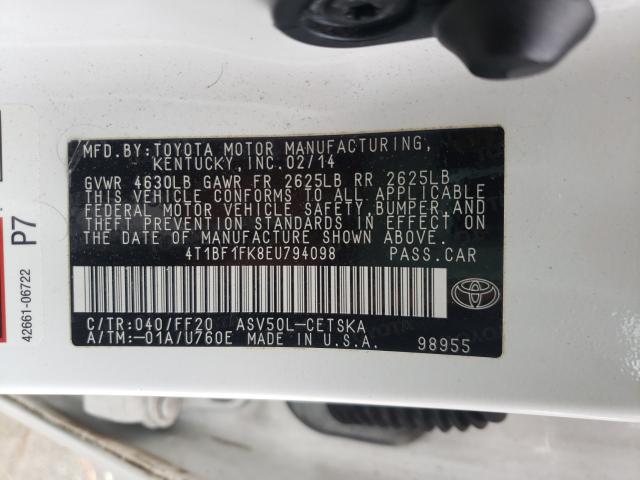 MFD.BY:TOYOTA MOTOR MANUFACTURING,
KENTUCKY,INC.02/14
GVWR 4630LB GAWR FR 2625LB RR 2625LB
THIS VEHICLE CONFORMS TO ALL APPLICABLE
FEDERAL MOTOR VEHICLE SAFETY,BUMPER,AND
THEFT PREVENTION STANDARDS IN EFFECT ON
THE DATE OF MANUFACTURE SHOWN ABOVE.
4T1BF1FK8EU794098 PASS.CAR
C/TR:040/FF20 ASV50L-CETSKA
A/TM:-01A/U760E MADE IN U.S.A.
98955
P7
42661-06722